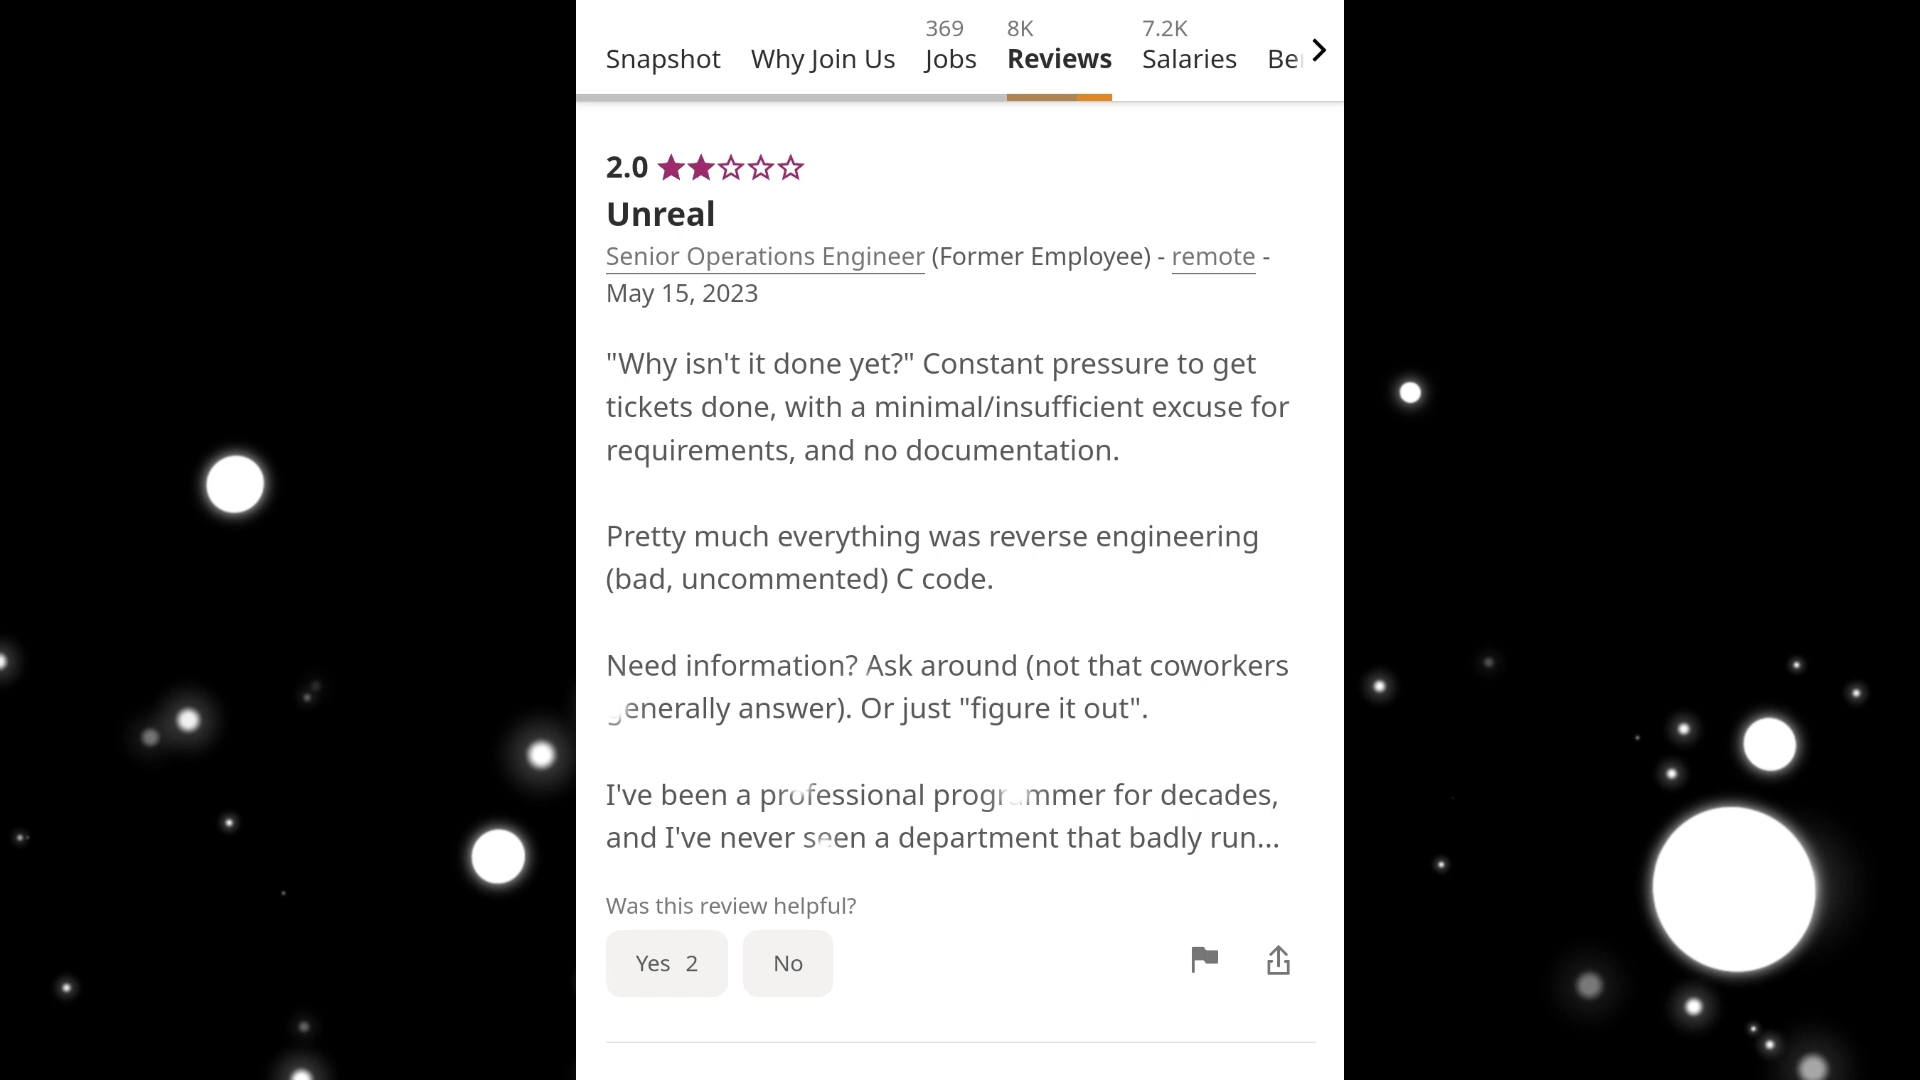 369 8K 7.2K
Snapshot Why Join Us Jobs Reviews Salaries
2.0
Unreal
Senior Operations Engineer (Former Employee) - remote -
May 15, 2023
"Why isn't it done yet?" Constant pressure to get
tickets done, with a minimal/insufficient excuse for
requirements, and no documentation.
Pretty much everything was reverse engineering
(bad, uncommented) C code.
Need information? Ask around (not that coworkers
generally answer). Or just "figure it out".
I've been a professional programmer for decades,
and I've never seen a department that badly run...
Was this review helpful?
Yes 2 No